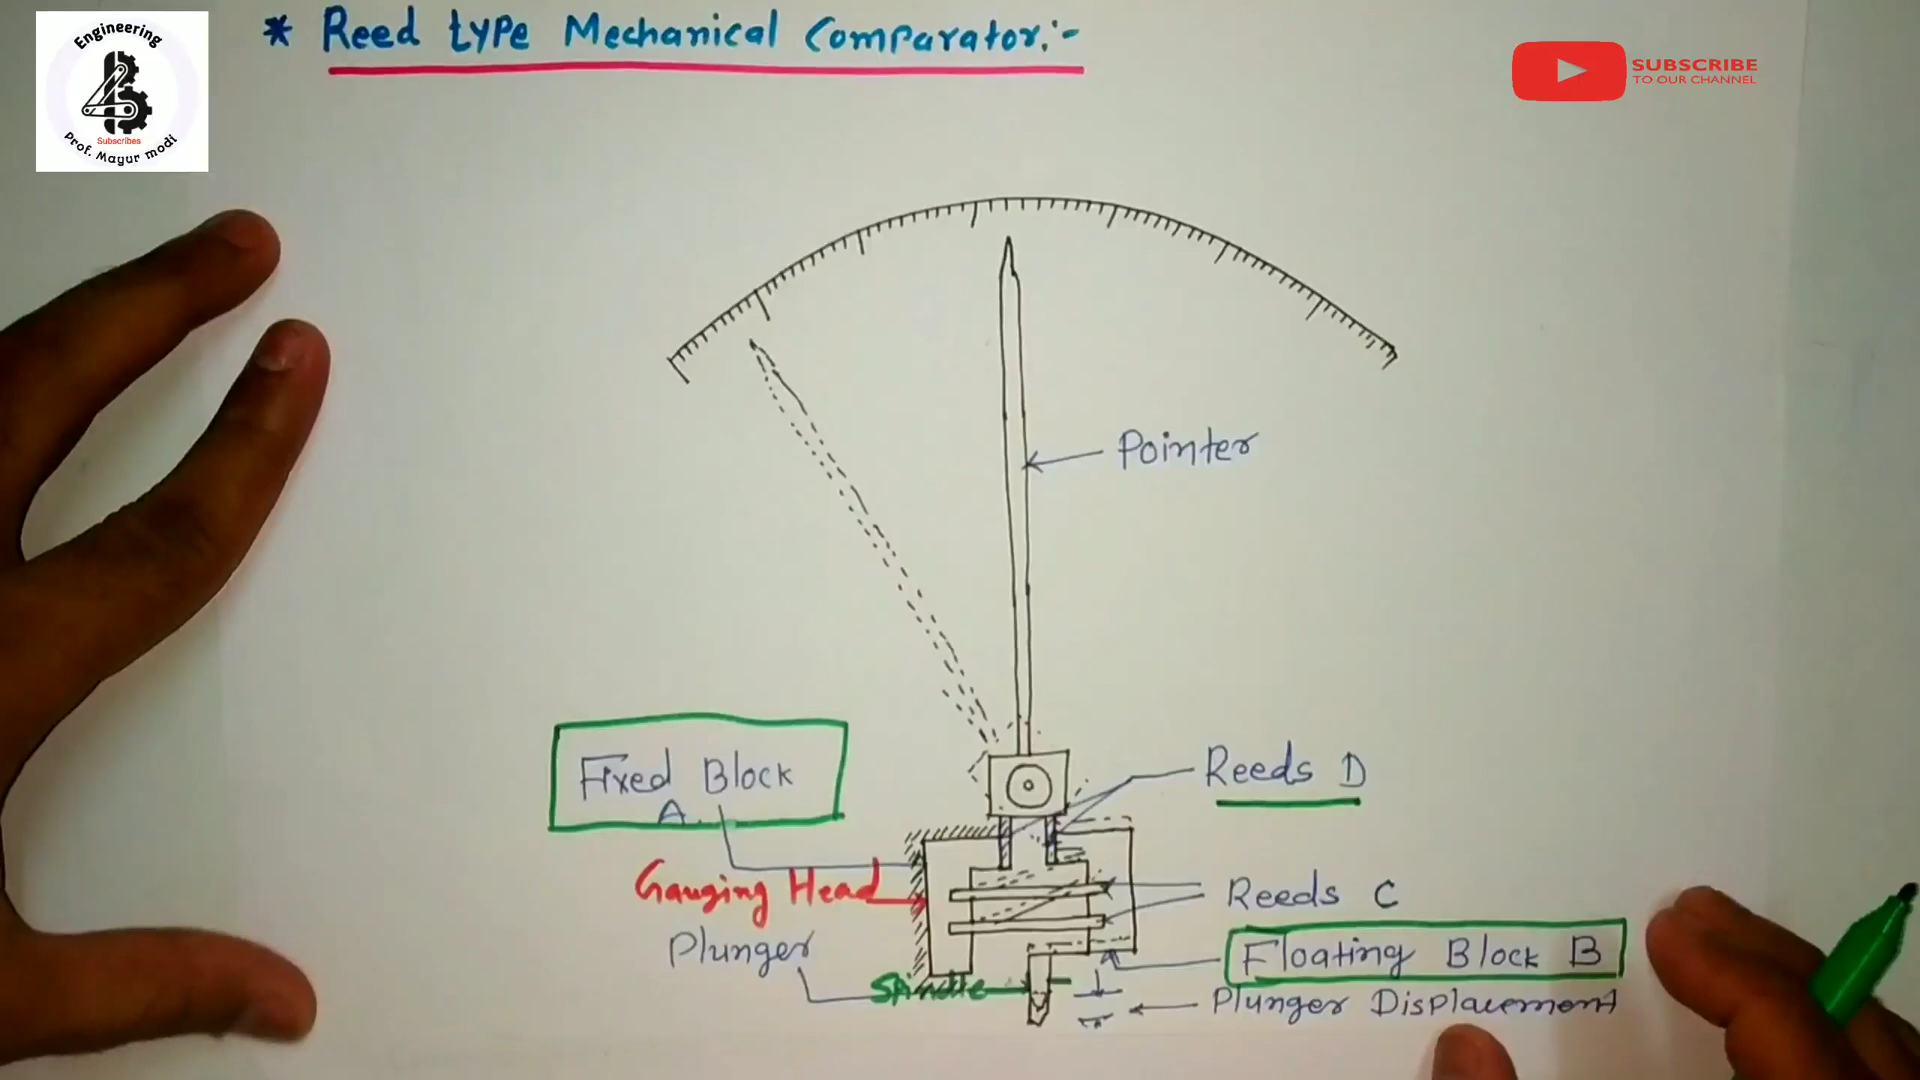 Engineering
Subscribes
Prof. Mayur modi
* Reed type Mechanical Comparator:-
SUBSCRIBE
TO OUR CHANNEL
Pointer
Fixed Block
A.
Reeds D
Gauging Head
Reeds C
Plunger
Floating Block B
Spindle
Plunger Displacement